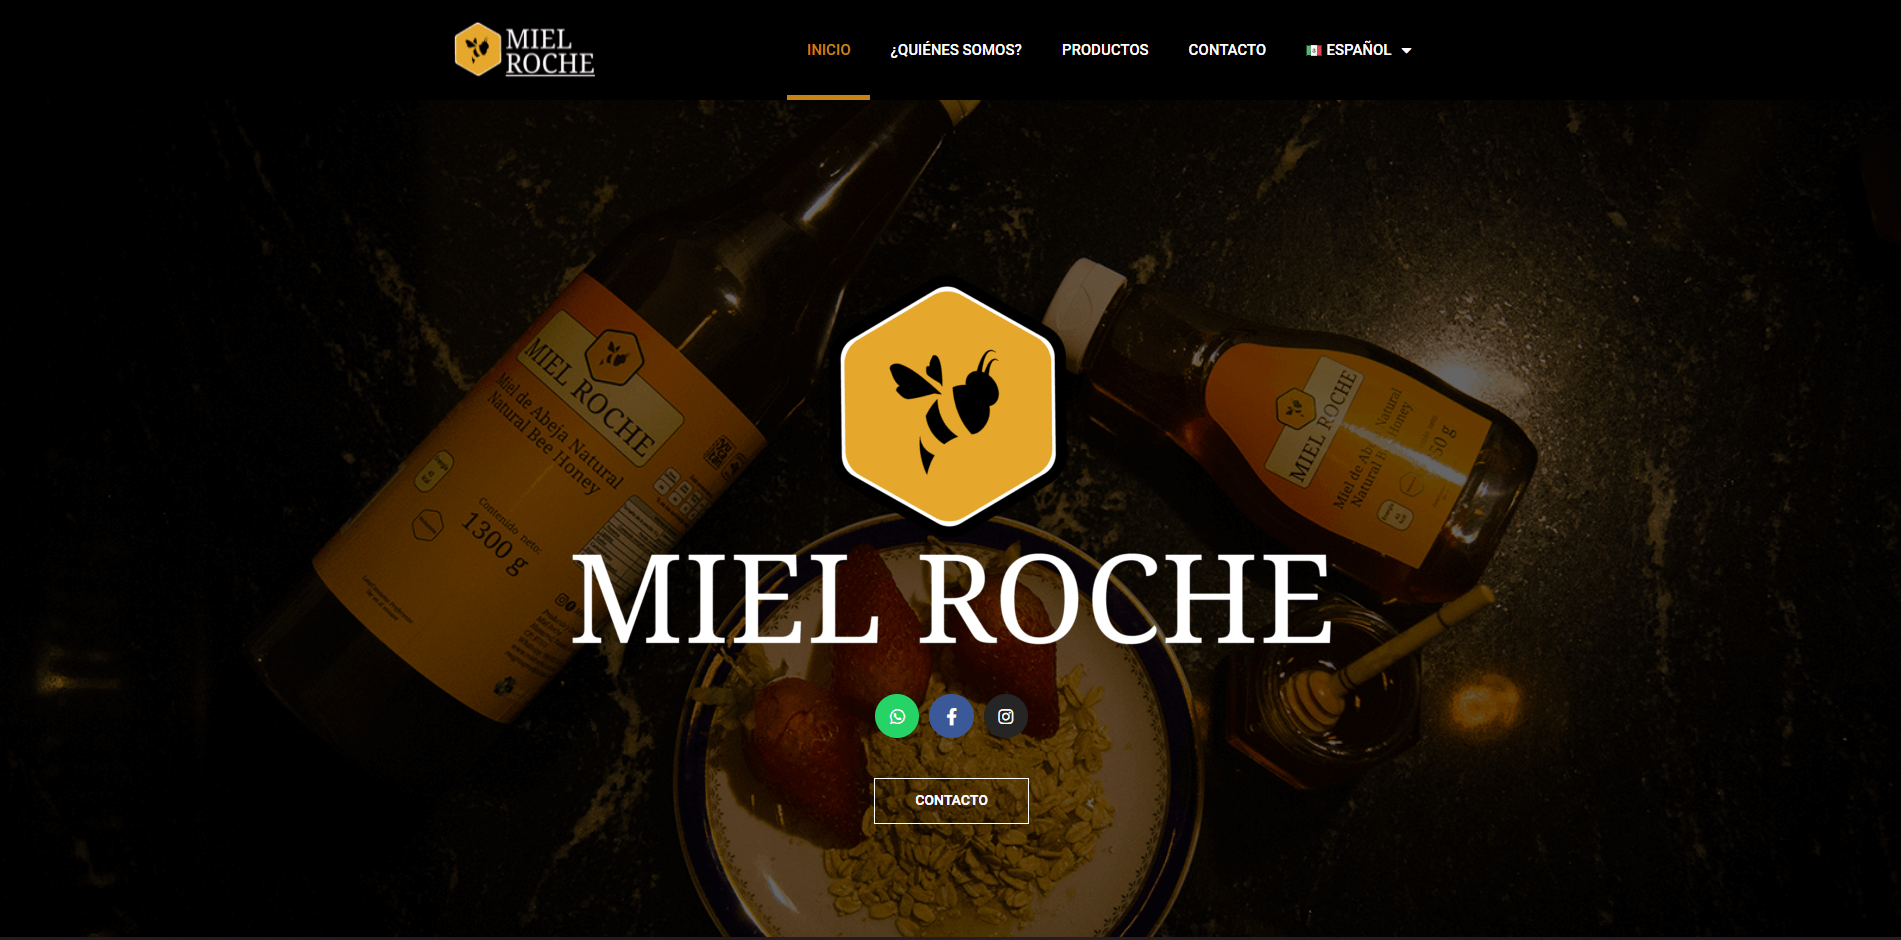 MIEL
ROCHE
INICIO
¿QUIÉNES SOMOS?
PRODUCTOS
CONTACTO
ESPAÑOL
MIEL ROCHE
Miel de Abeja Natural
Natural Bee Honey
Contenido neto:
1300 g
MIEL ROCHE
Miel de Abeja Natural
Natural Bee Honey
50 g
MIEL ROCHE
CONTACTO